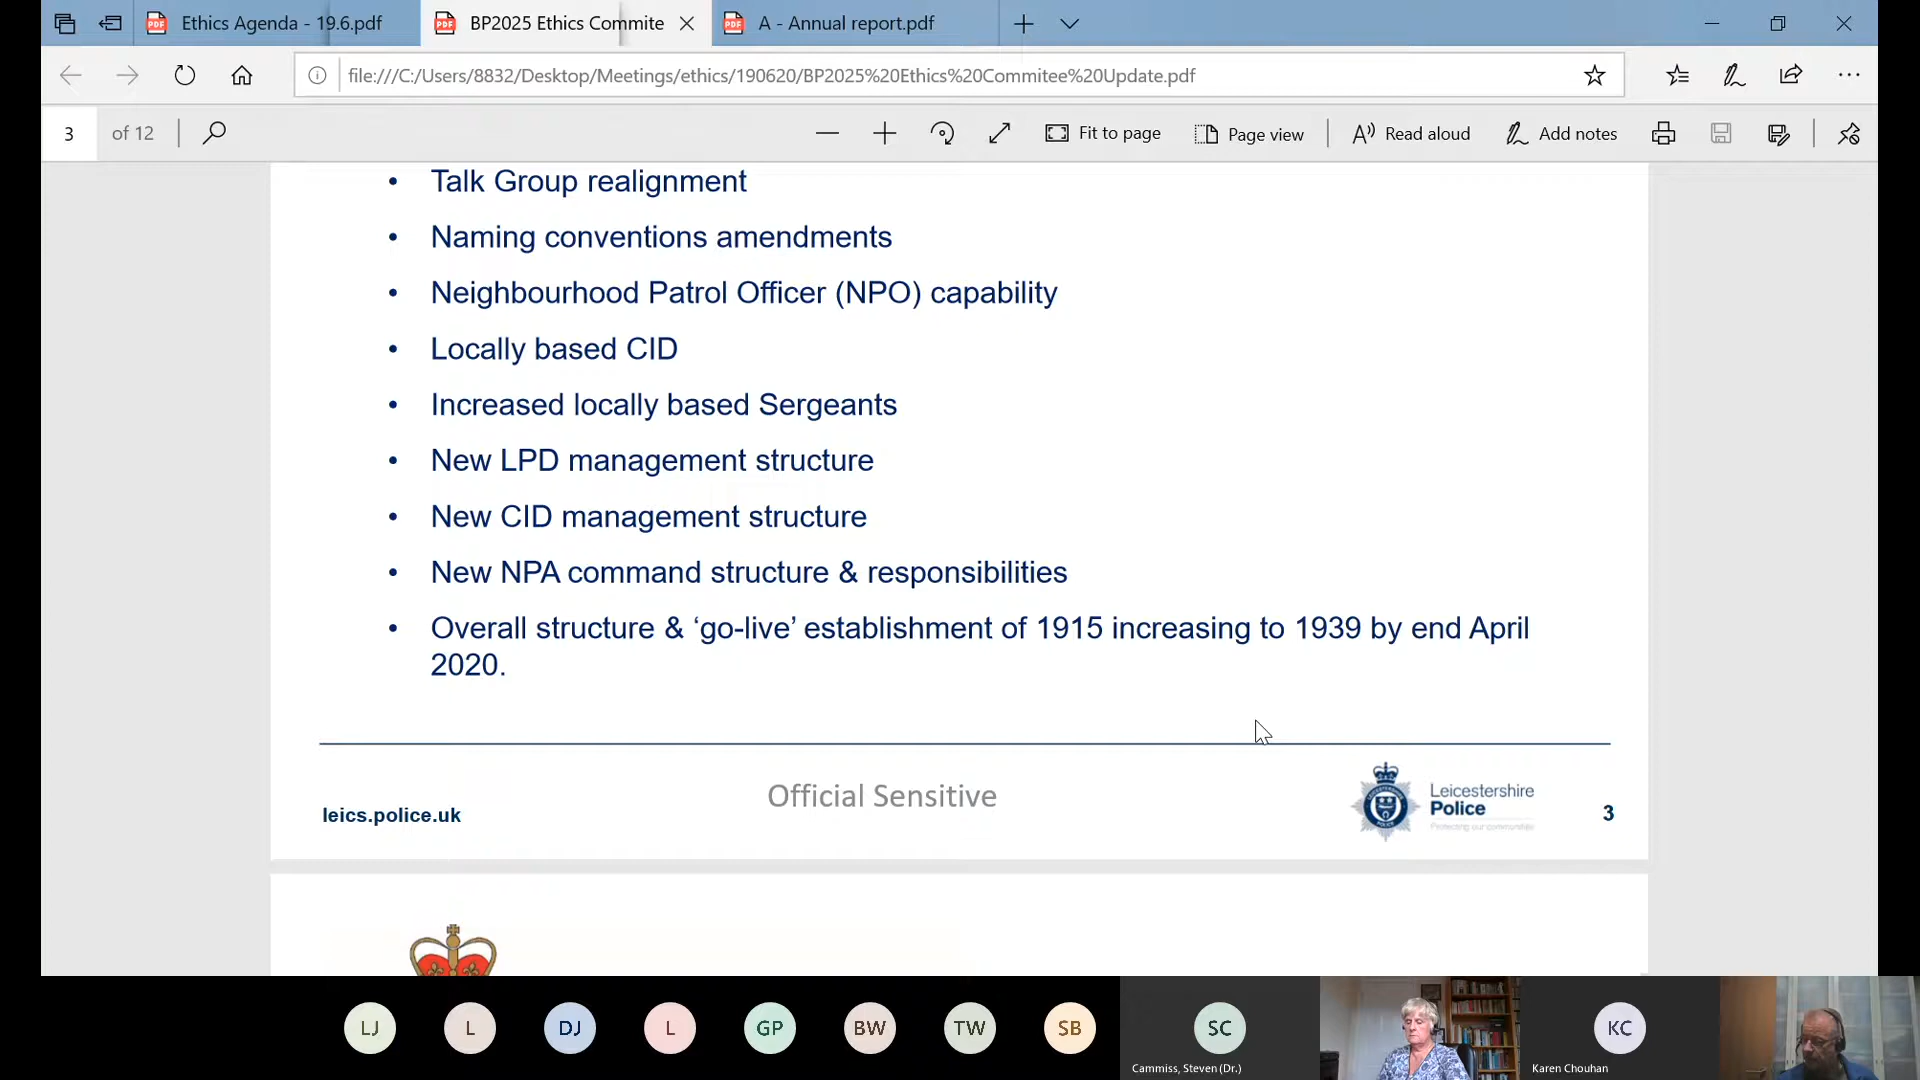 Ethics Agenda - 19.6.pdf
BP2025 Ethics Commite
A - Annual report.pdf
file:///C:/Users/8832/Desktop/Meetings/ethics/190620/BP2025%20Ethics%20Commitee%20Update.pdf
3 of 12
Fit to page
Page view
Read aloud
Add notes
• Talk Group realignment
• Naming conventions amendments
• Neighbourhood Patrol Officer (NPO) capability
• Locally based CID
• Increased locally based Sergeants
• New LPD management structure
• New CID management structure
• New NPA command structure & responsibilities
• Overall structure & ‘go-live’ establishment of 1915 increasing to 1939 by end April
2020.
leics.police.uk
Official Sensitive
Leicestershire
Police
Protecting our communities
3
LJ
L
DJ
L
GP
BW
TW
SB
SC
Cammiss, Steven (Dr.)
KC
Karen Chouhan